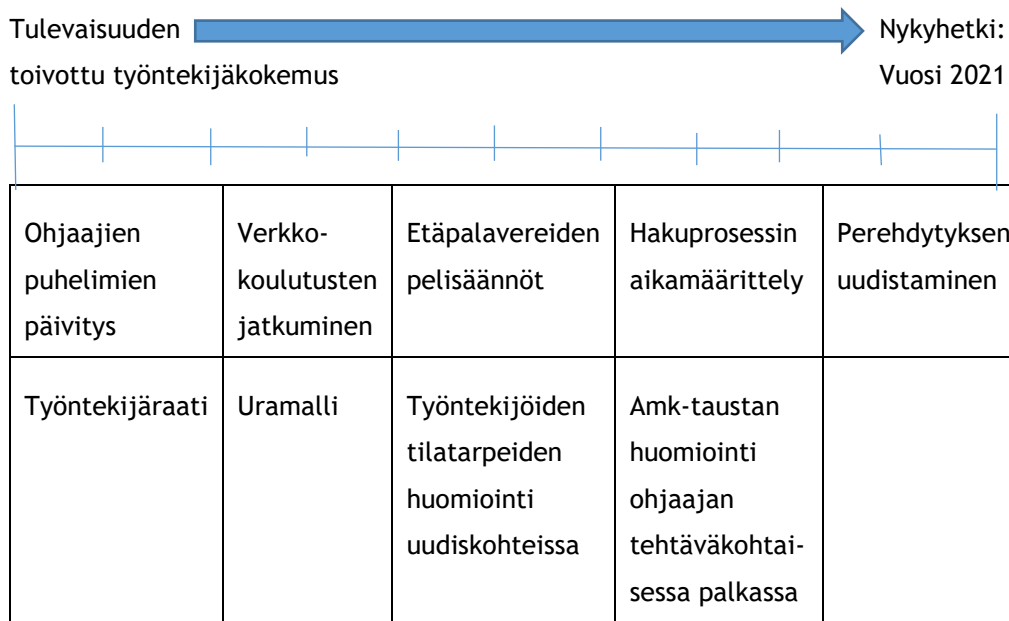 Tulevaisuuden
toivottu työntekijäkokemus
Nykyhetki:
Vuosi 2021
Ohjaajien
puhelimien
päivitys
Verkko-
koulutusten
jatkuminen
Etäpalavereiden
pelisäännöt
Hakuprosessin
aikamäärittely
Perehdytyksen
uudistaminen
Työntekijäraati
Uramalli
Työntekijöiden
tilatarpeiden
huomiointi
uudiskohteissa
Amk-taustan
huomiointi
ohjaajan
tehtäväkohtai-
sessa palkassa